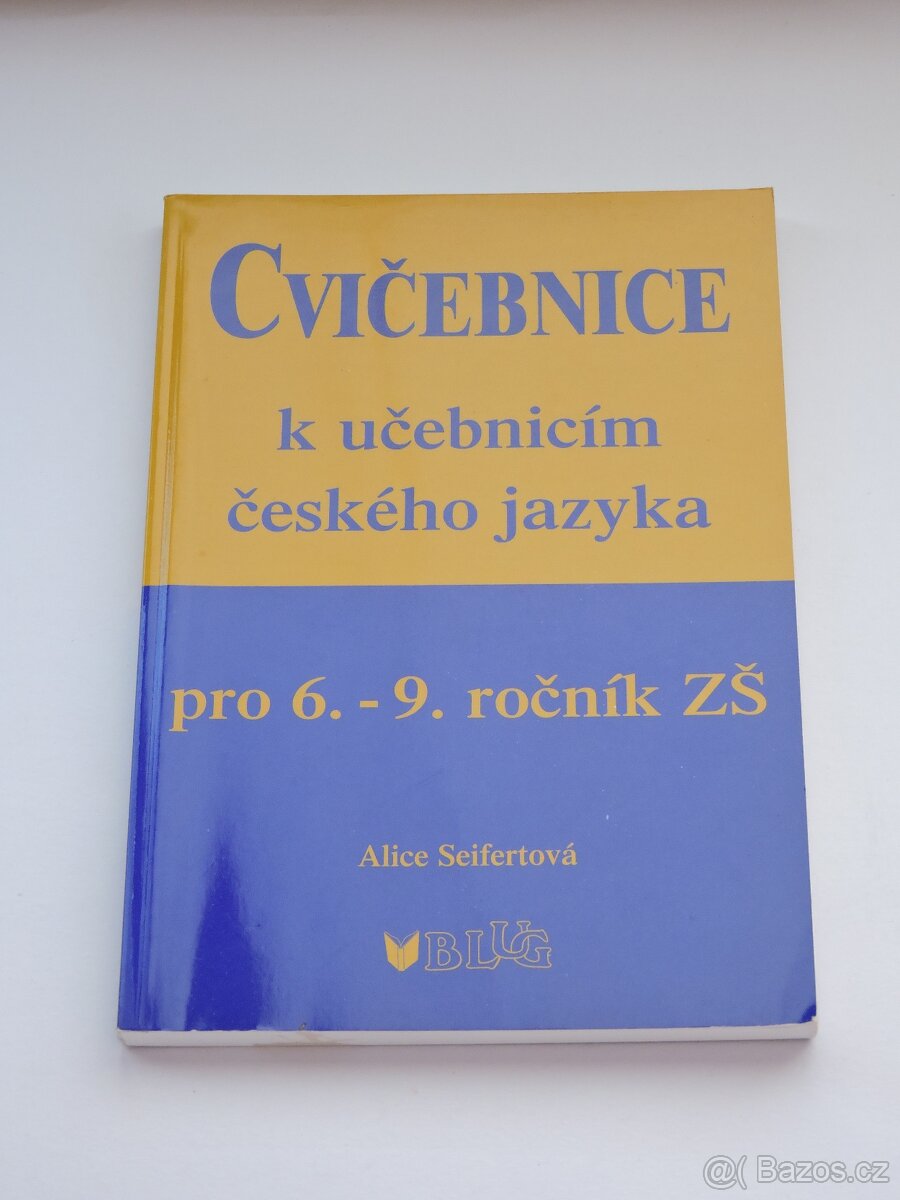 CVIČEBNICE
k učebnicím
českého jazyka
pro 6. - 9. ročník ZŠ
Alice Seifertová
BLUG
@( Bazos.cz